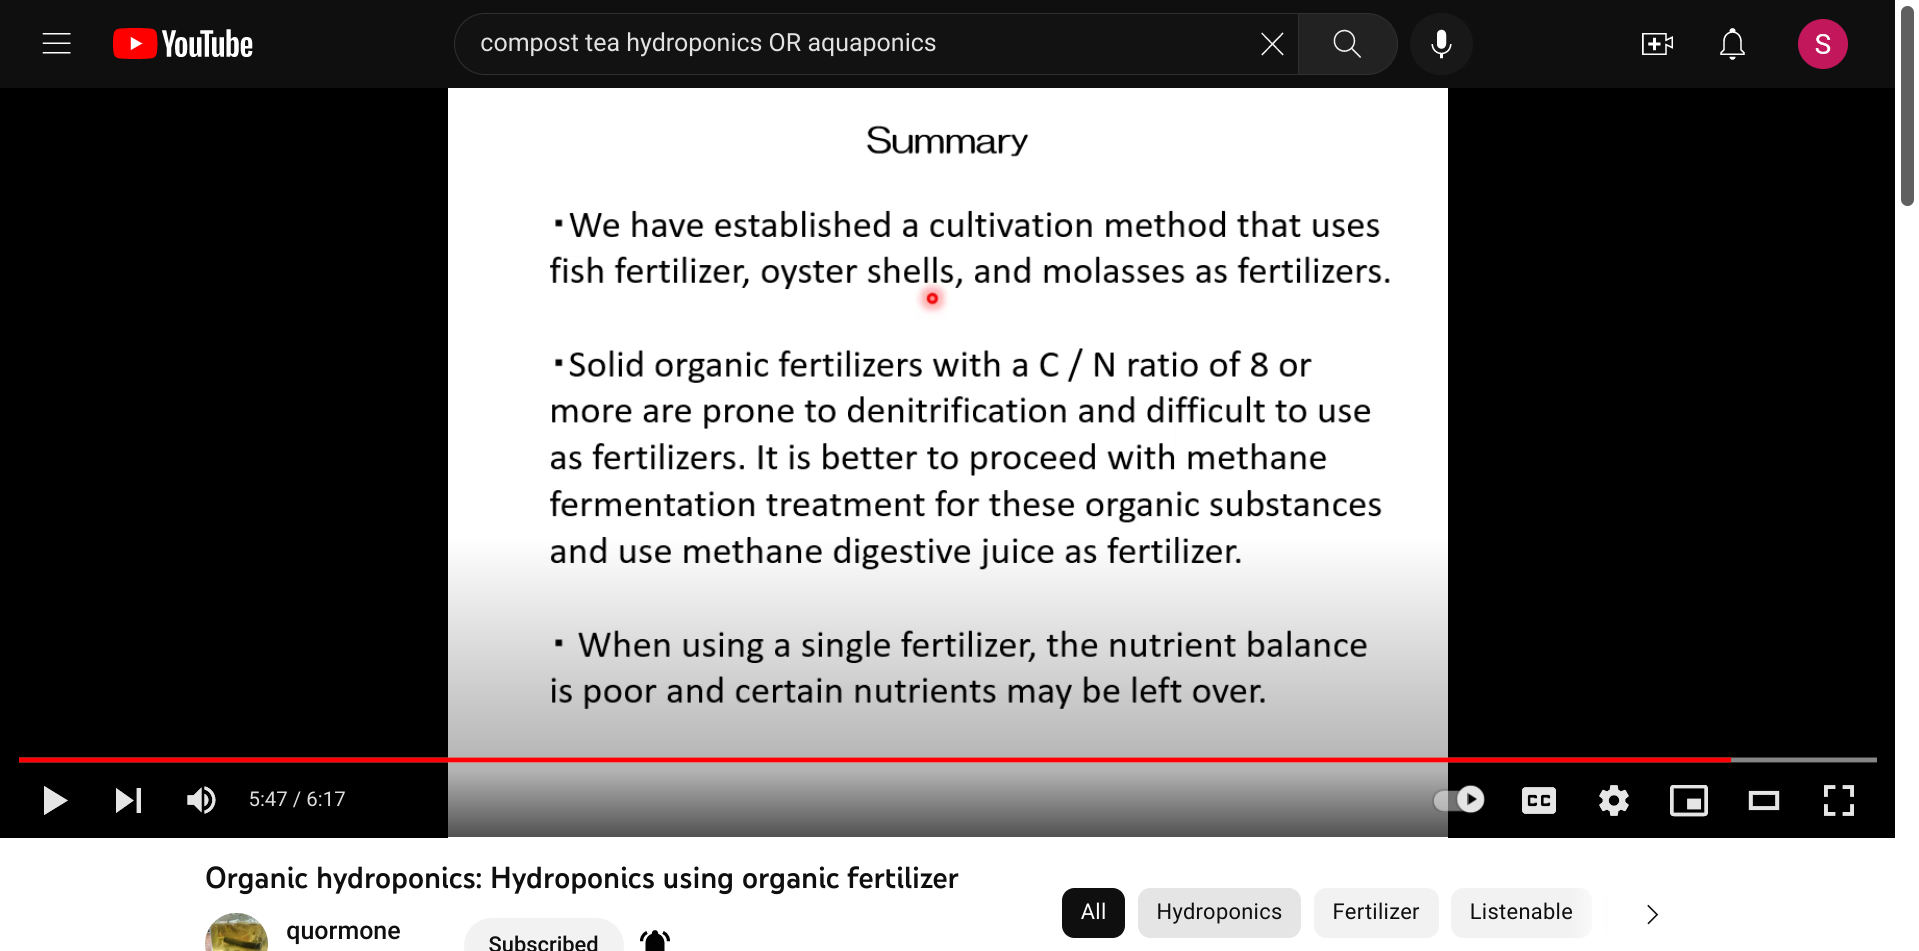 YouTube
compost tea hydroponics OR aquaponics
S
Summary
▪We have established a cultivation method that uses
fish fertilizer, oyster shells, and molasses as fertilizers.
▪Solid organic fertilizers with a C / N ratio of 8 or
more are prone to denitrification and difficult to use
as fertilizers. It is better to proceed with methane
fermentation treatment for these organic substances
and use methane digestive juice as fertilizer.
▪ When using a single fertilizer, the nutrient balance
is poor and certain nutrients may be left over.
5:47 / 6:17
CC
Organic hydroponics: Hydroponics using organic fertilizer
quormone
Subscribed
All Hydroponics Fertilizer Listenable